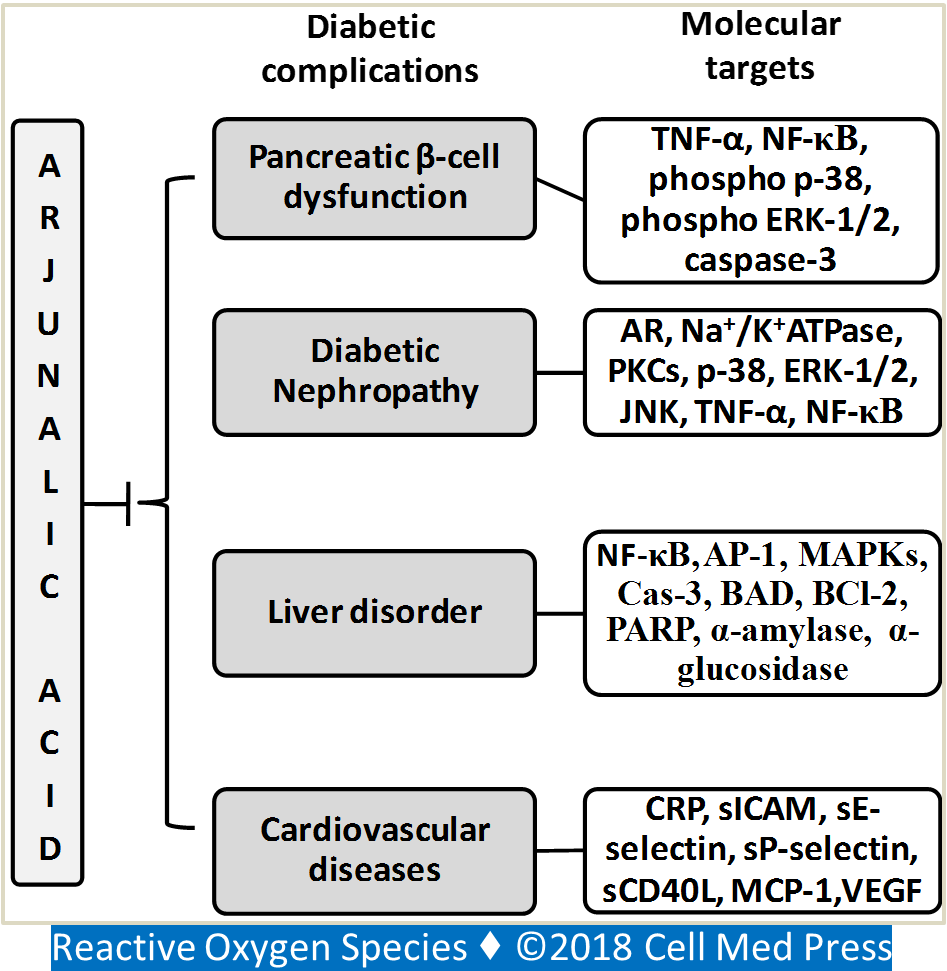 Diabetic
complications
Molecular
targets
ARJUNALIC ACID
Pancreatic β-cell
dysfunction
TNF-α, NF-κB,
phospho p-38,
phospho ERK-1/2,
caspase-3
Diabetic
Nephropathy
AR, Na⁺/K⁺ATPase,
PKCs, p-38, ERK-1/2,
JNK, TNF-α, NF-κB
Liver disorder
NF-κB, AP-1, MAPKs,
Cas-3, BAD, BCl-2,
PARP, α-amylase, α-
glucosidase
Cardiovascular
diseases
CRP, sICAM, sE-
selectin, sP-selectin,
sCD40L, MCP-1,VEGF
Reactive Oxygen Species ♦ ©2018 Cell Med Press